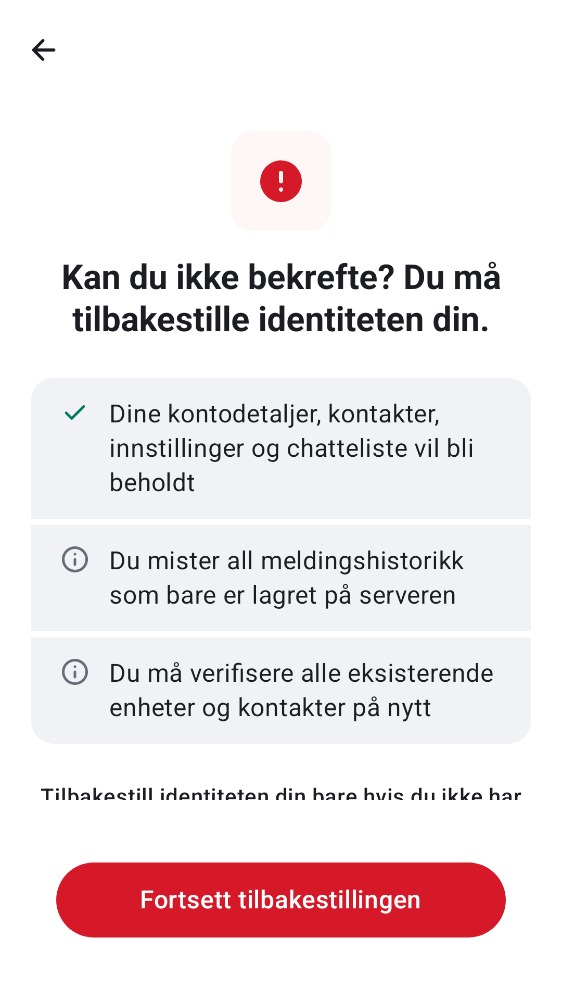 Kan du ikke bekrefte? Du må
tilbakestille identiteten din.
Dine kontodetaljer, kontakter,
innstillinger og chatteliste vil bli
beholdt
Du mister all meldingshistorikk
som bare er lagret på serveren
Du må verifisere alle eksisterende
enheter og kontakter på nytt
Tilbakestill identiteten din bare hvis du ikke har
Fortsett tilbakestillingen